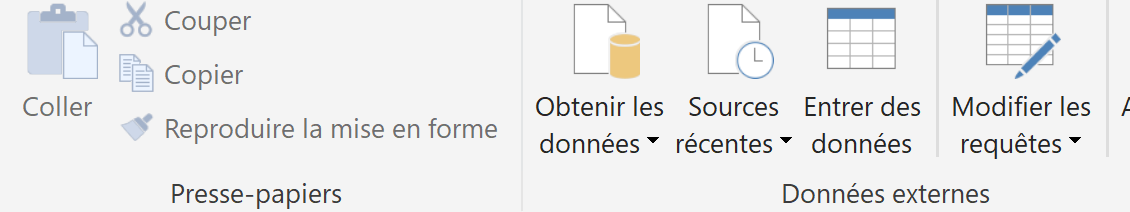 Coller
Couper
Copier
Reproduire la mise en forme
Presse-papiers
Obtenir les
données
Sources
récentes
Entrer des
données
Modifier les
requêtes
Données externes